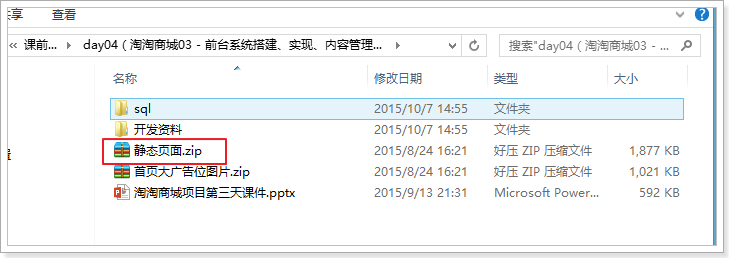 享 查看
« 课前... ▸ day04（淘淘商城03 - 前台系统搭建、实现、内容管理... 搜索"day04（淘淘商城03 - ...
名称 修改日期 类型 大小
sql 2015/10/7 14:55 文件夹
开发资料 2015/10/7 14:55 文件夹
静态页面.zip 2015/8/24 16:21 好压 ZIP 压缩文件 1,877 KB
首页大广告位图片.zip 2015/8/24 16:21 好压 ZIP 压缩文件 1,021 KB
淘淘商城项目第三天课件.pptx 2015/9/13 21:31 Microsoft Power... 592 KB